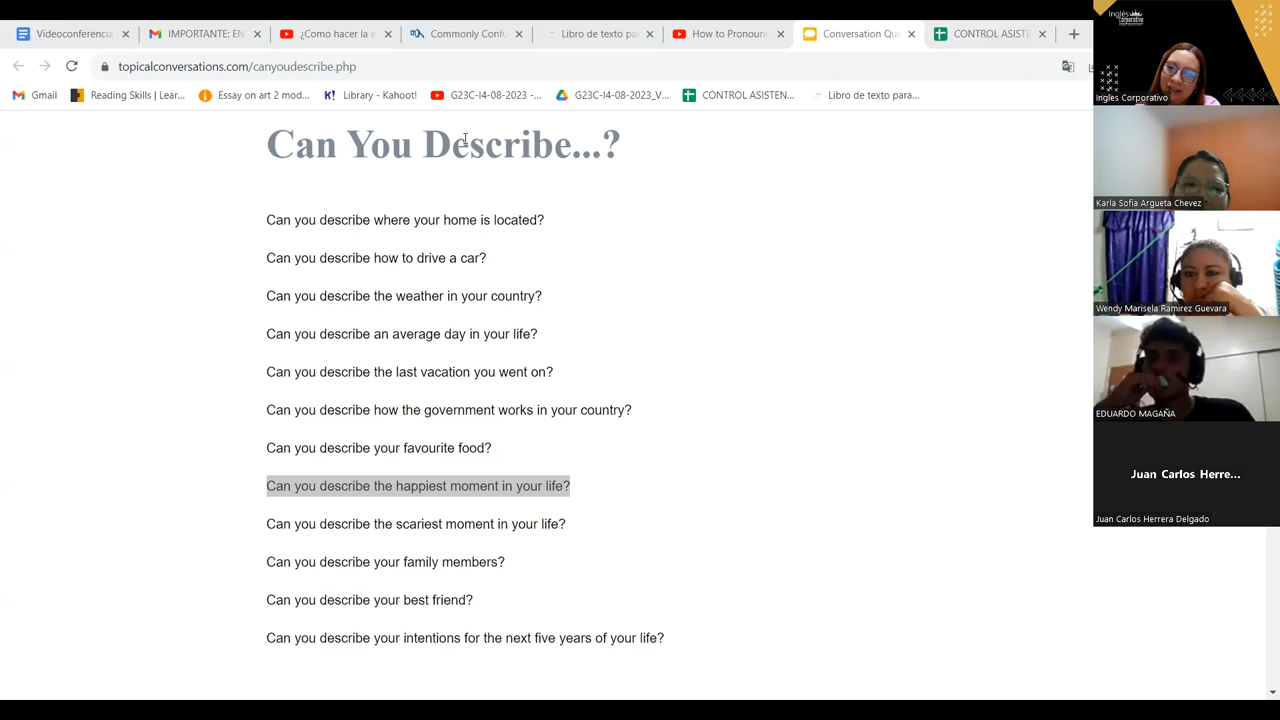 Videoconferencia
IMPORTANTE: EN
¿Como hacer la e
Commonly Confu
Libro de texto pa
How to Pronoun
Conversation Qu
CONTROL ASISTE
topicalconversations.com/canyoudescribe.php
Gmail
Reading Skills | Lear...
Essay on art 2 mod...
Library - Kahoot
G23C-I4-08-2023 -...
G23C-I4-08-2023_V...
CONTROL ASISTEN...
Libro de texto para...
Can You Describe...?
Can you describe where your home is located?
Can you describe how to drive a car?
Can you describe the weather in your country?
Can you describe an average day in your life?
Can you describe the last vacation you went on?
Can you describe how the government works in your country?
Can you describe your favourite food?
Can you describe the happiest moment in your life?
Can you describe the scariest moment in your life?
Can you describe your family members?
Can you describe your best friend?
Can you describe your intentions for the next five years of your life?
Inglés
Corporativo
Ingles Corporativo
Karla Sofia Argueta Chevez
Wendy Marisela Ramirez Guevara
EDUARDO MAGAÑA
Juan Carlos Herre...
Juan Carlos Herrera Delgado